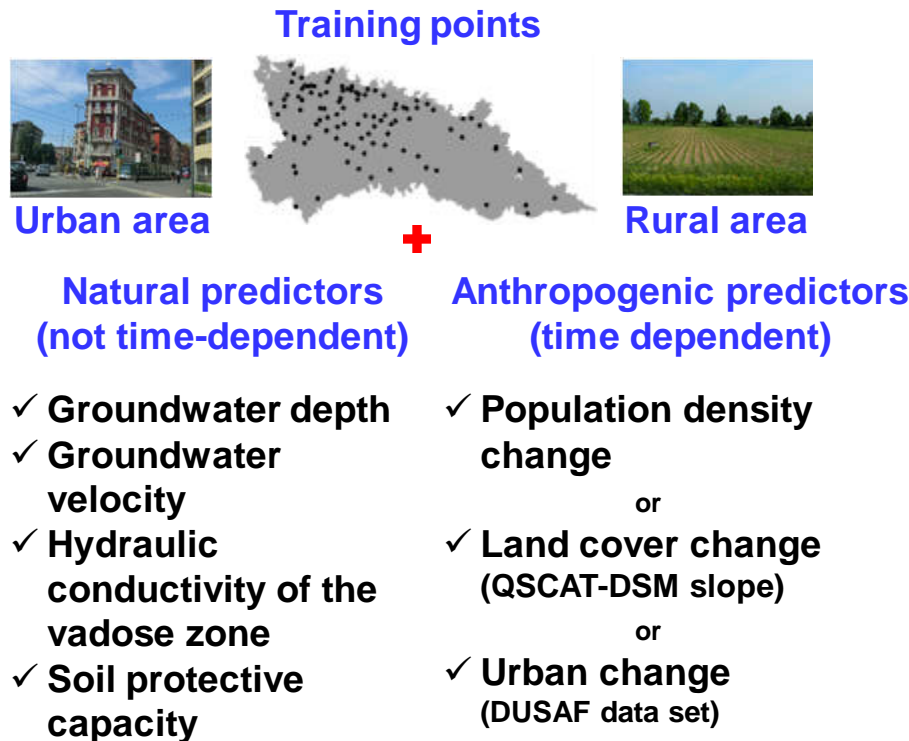 Training points
Urban area
Rural area
Natural predictors
(not time-dependent)
✓ Groundwater depth
✓ Groundwater
velocity
✓ Hydraulic
conductivity of the
vadose zone
✓ Soil protective
capacity
Anthropogenic predictors
(time dependent)
✓ Population density
change
or
✓ Land cover change
(QSCAT-DSM slope)
or
✓ Urban change
(DUSAF data set)